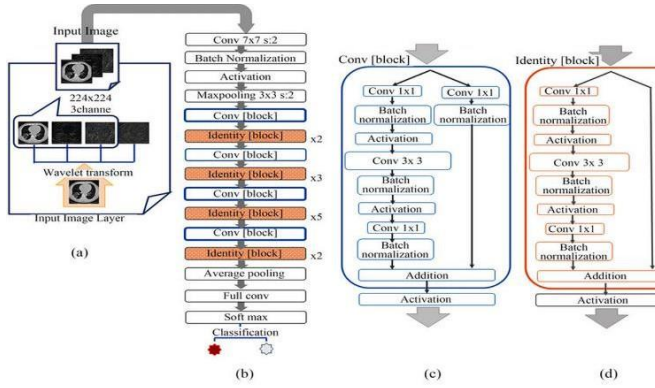 Input Image
224x224
3channe
Wavelet transform
Input Image Layer
(a)
Conv 7x7 s:2
Batch Normalization
Activation
Maxpooling 3x3 s:2
Conv [block]
Identity [block] x2
Conv [block]
Identity [block] x3
Conv [block]
Identity [block] x5
Conv [block]
Identity [block] x2
Average pooling
Full conv
Soft max
Classification
(b)
Conv [block]
Conv 1x1
Batch
normalization
Activation
Conv 3x 3
Batch
normalization
Activation
Conv 1x1
Batch
normalization
Conv 1x1
Batch
normalization
Addition
Activation
(c)
Identity [block]
Conv 1x1
Batch
normalization
Activation
Conv 3x 3
Batch
normalization
Activation
Conv 1x1
Batch
normalization
Addition
Activation
(d)